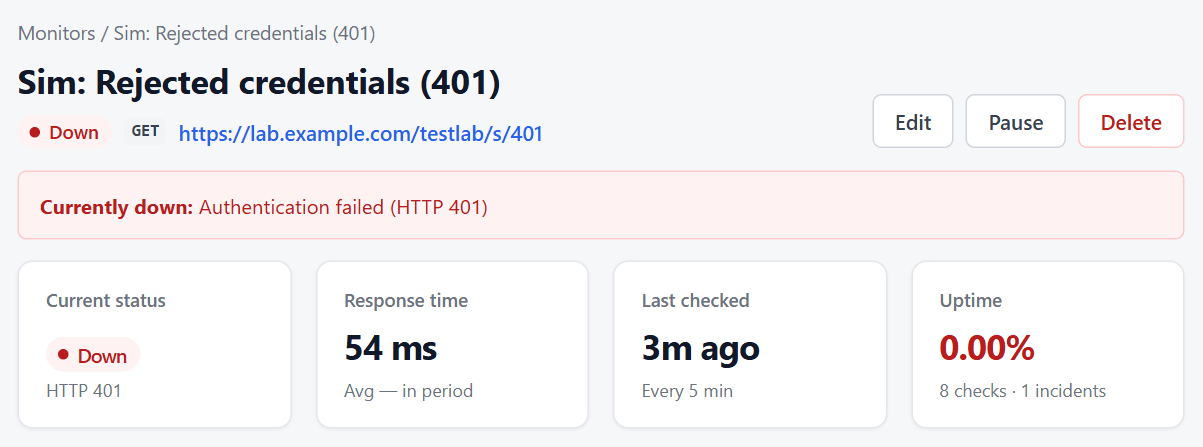 Monitors / Sim: Rejected credentials (401)
Sim: Rejected credentials (401)
Down GET https://lab.example.com/testlab/s/401
Edit Pause Delete
Currently down: Authentication failed (HTTP 401)
Current status
Down
HTTP 401
Response time
54 ms
Avg — in period
Last checked
3m ago
Every 5 min
Uptime
0.00%
8 checks · 1 incidents